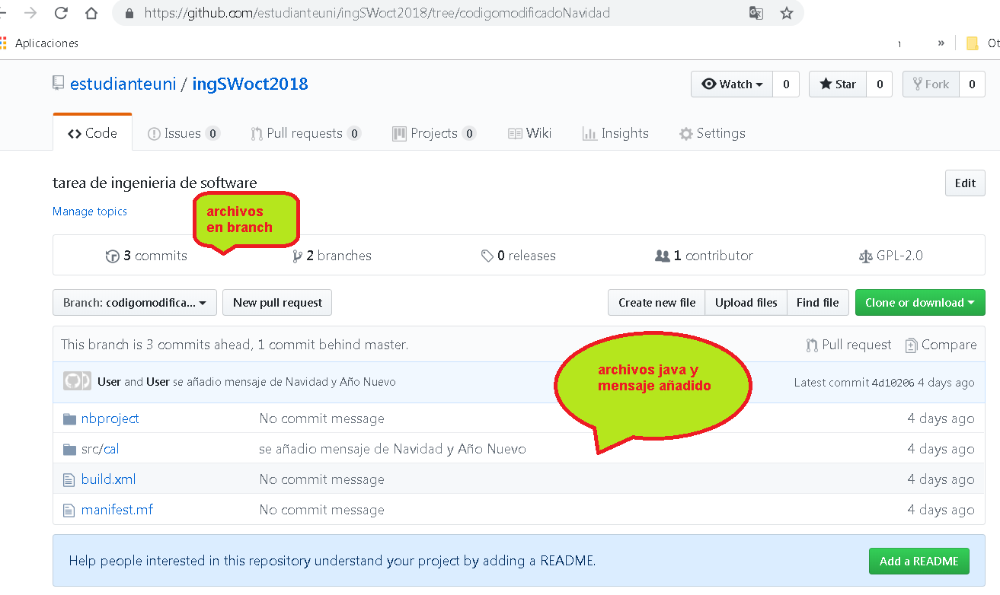 https://github.com/estudianteuni/ingSWoct2018/tree/codigomodificadoNavidad
Aplicaciones » Ot
estudianteuni / ingSWoct2018 Watch 0 Star 0 Fork 0
Code Issues 0 Pull requests 0 Projects 0 Wiki Insights Settings
tarea de ingenieria de software Edit
Manage topics
archivos
en branch
3 commits 2 branches 0 releases 1 contributor GPL-2.0
Branch: codigomodifica... New pull request Create new file Upload files Find file Clone or download
This branch is 3 commits ahead, 1 commit behind master. Pull request Compare
archivos java y
mensaje añadido
User and User se añadio mensaje de Navidad y Año Nuevo Latest commit 4d10206 4 days ago
nbproject No commit message 4 days ago
src/cal se añadio mensaje de Navidad y Año Nuevo 4 days ago
build.xml No commit message 4 days ago
manifest.mf No commit message 4 days ago
Help people interested in this repository understand your project by adding a README. Add a README